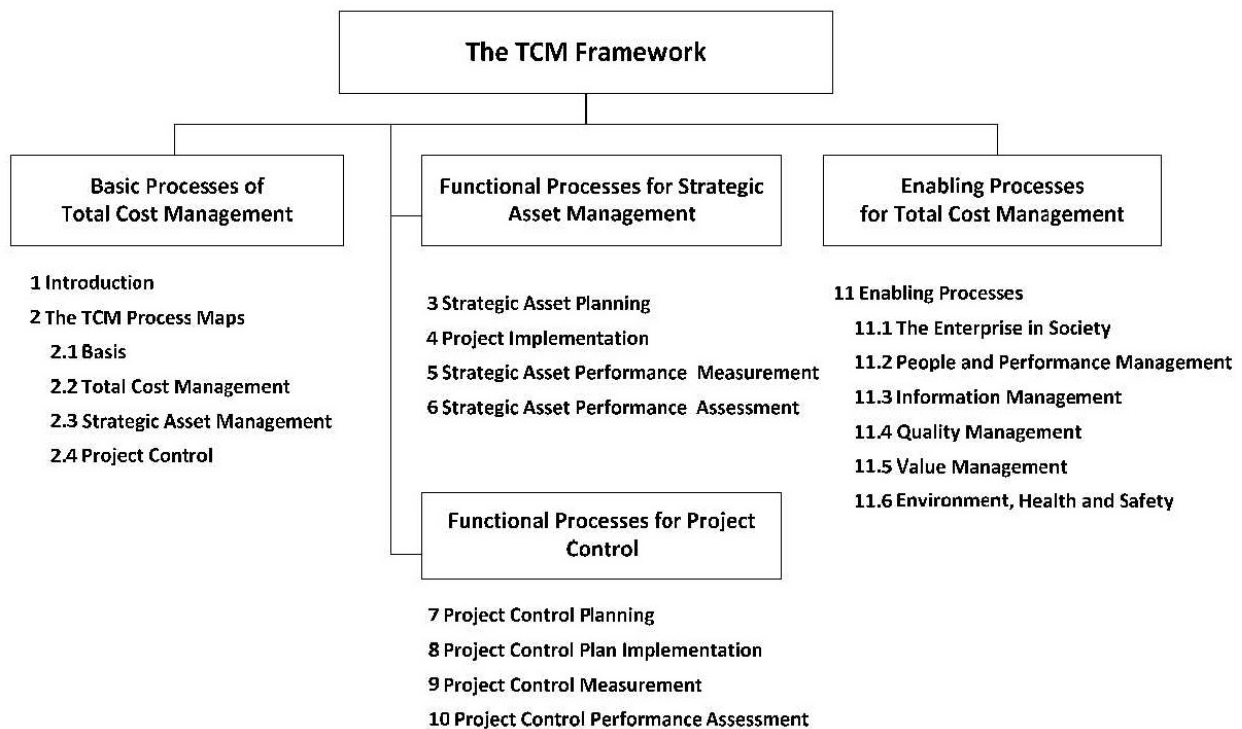 The TCM Framework
Basic Processes of
Total Cost Management
1 Introduction
2 The TCM Process Maps
2.1 Basis
2.2 Total Cost Management
2.3 Strategic Asset Management
2.4 Project Control
Functional Processes for Strategic
Asset Management
3 Strategic Asset Planning
4 Project Implementation
5 Strategic Asset Performance Measurement
6 Strategic Asset Performance Assessment
Functional Processes for Project
Control
7 Project Control Planning
8 Project Control Plan Implementation
9 Project Control Measurement
10 Project Control Performance Assessment
Enabling Processes
for Total Cost Management
11 Enabling Processes
11.1 The Enterprise in Society
11.2 People and Performance Management
11.3 Information Management
11.4 Quality Management
11.5 Value Management
11.6 Environment, Health and Safety